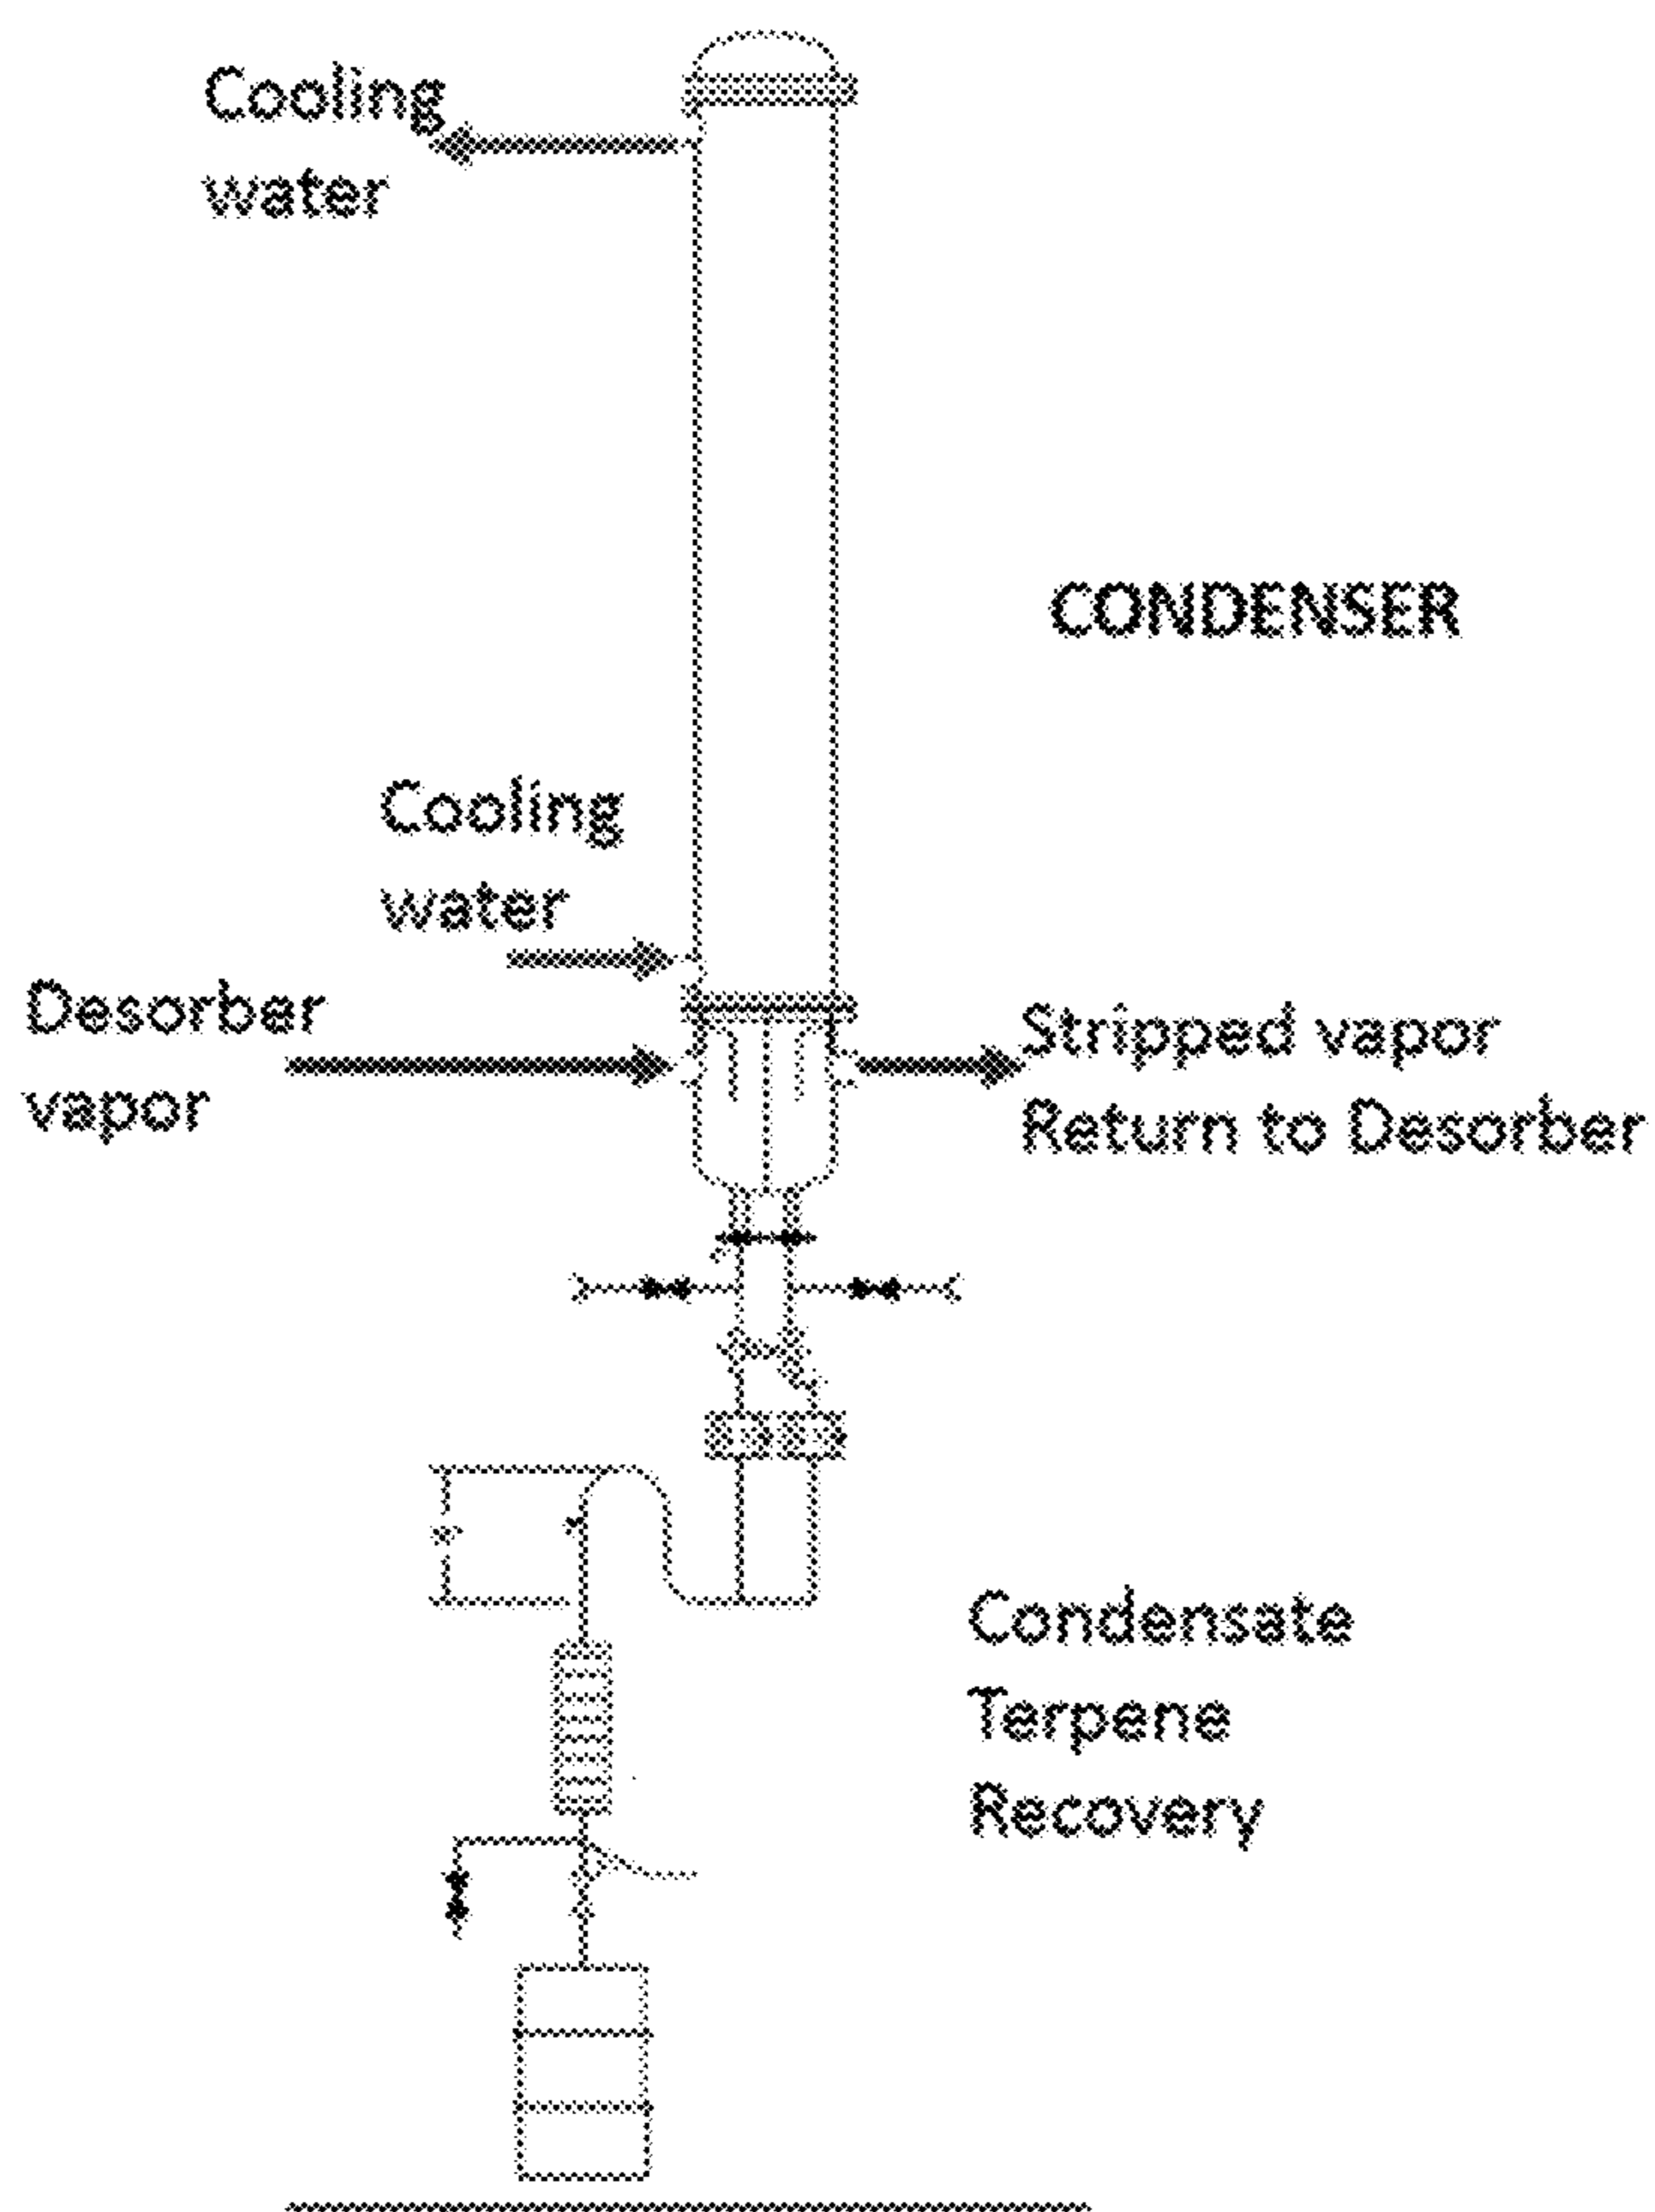 Cooling
water
CONDENSER
Cooling
water
Desorber
vapor
Stripped vapor
Return to Desorber
Condensate
Terpene
Recovery